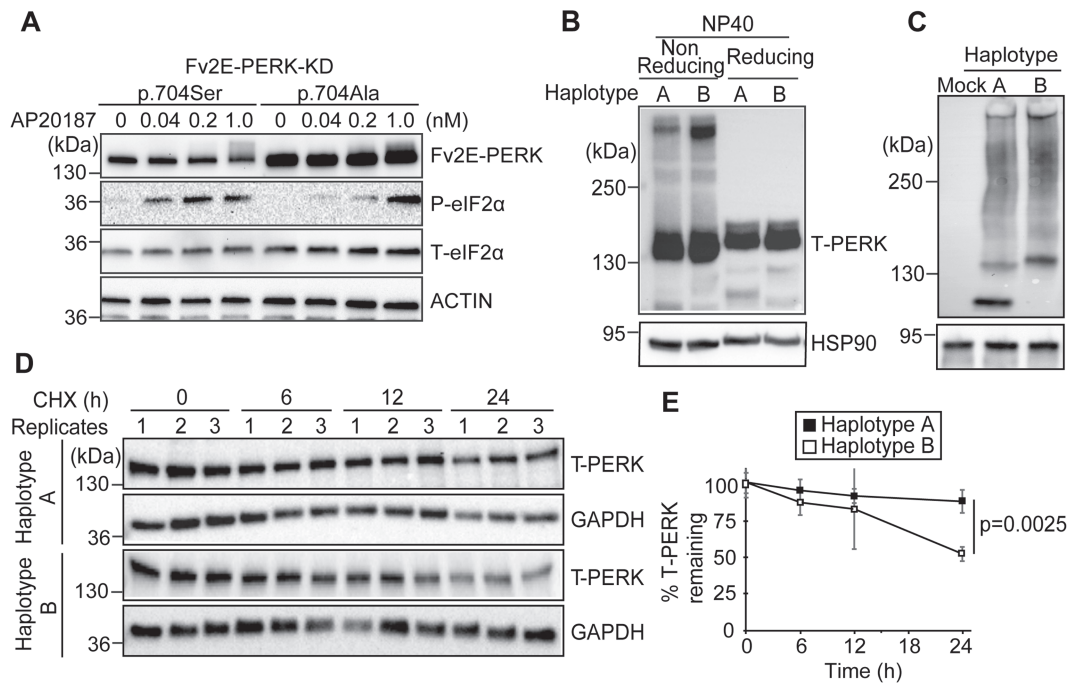 A
Fv2E-PERK-KD
p.704Ser p.704Ala
AP20187 0 0.04 0.2 1.0 0 0.04 0.2 1.0 (nM)
(kDa)
130
Fv2E-PERK
36
P-eIF2α
36
T-eIF2α
36
ACTIN
B
NP40
Non Reducing
Reducing
Haplotype A B A B
(kDa)
250
130
T-PERK
95
HSP90
C
Haplotype
Mock A B
(kDa)
250
130
95
D
CHX (h) 0 6 12 24
Replicates 1 2 3 1 2 3 1 2 3 1 2 3
Haplotype A
(kDa)
130
T-PERK
36
GAPDH
Haplotype B
130
T-PERK
36
GAPDH
E
Haplotype A
Haplotype B
% T-PERK remaining
100
75
50
25
0
p=0.0025
0 6 12 18 24
Time (h)